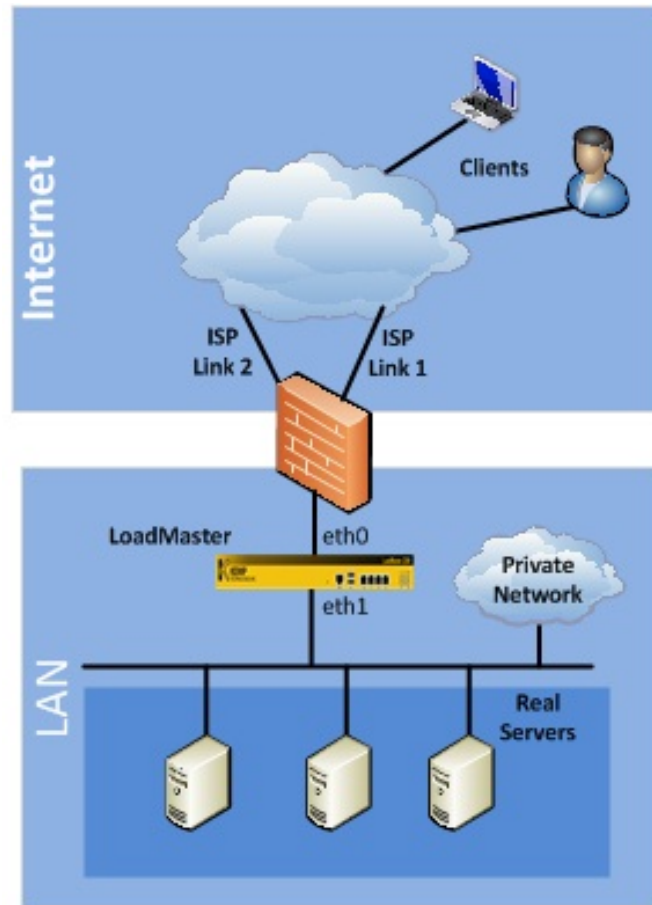 Internet
Clients
ISP
Link 2
ISP
Link 1
LoadMaster
eth0
eth1
Private
Network
LAN
Real
Servers